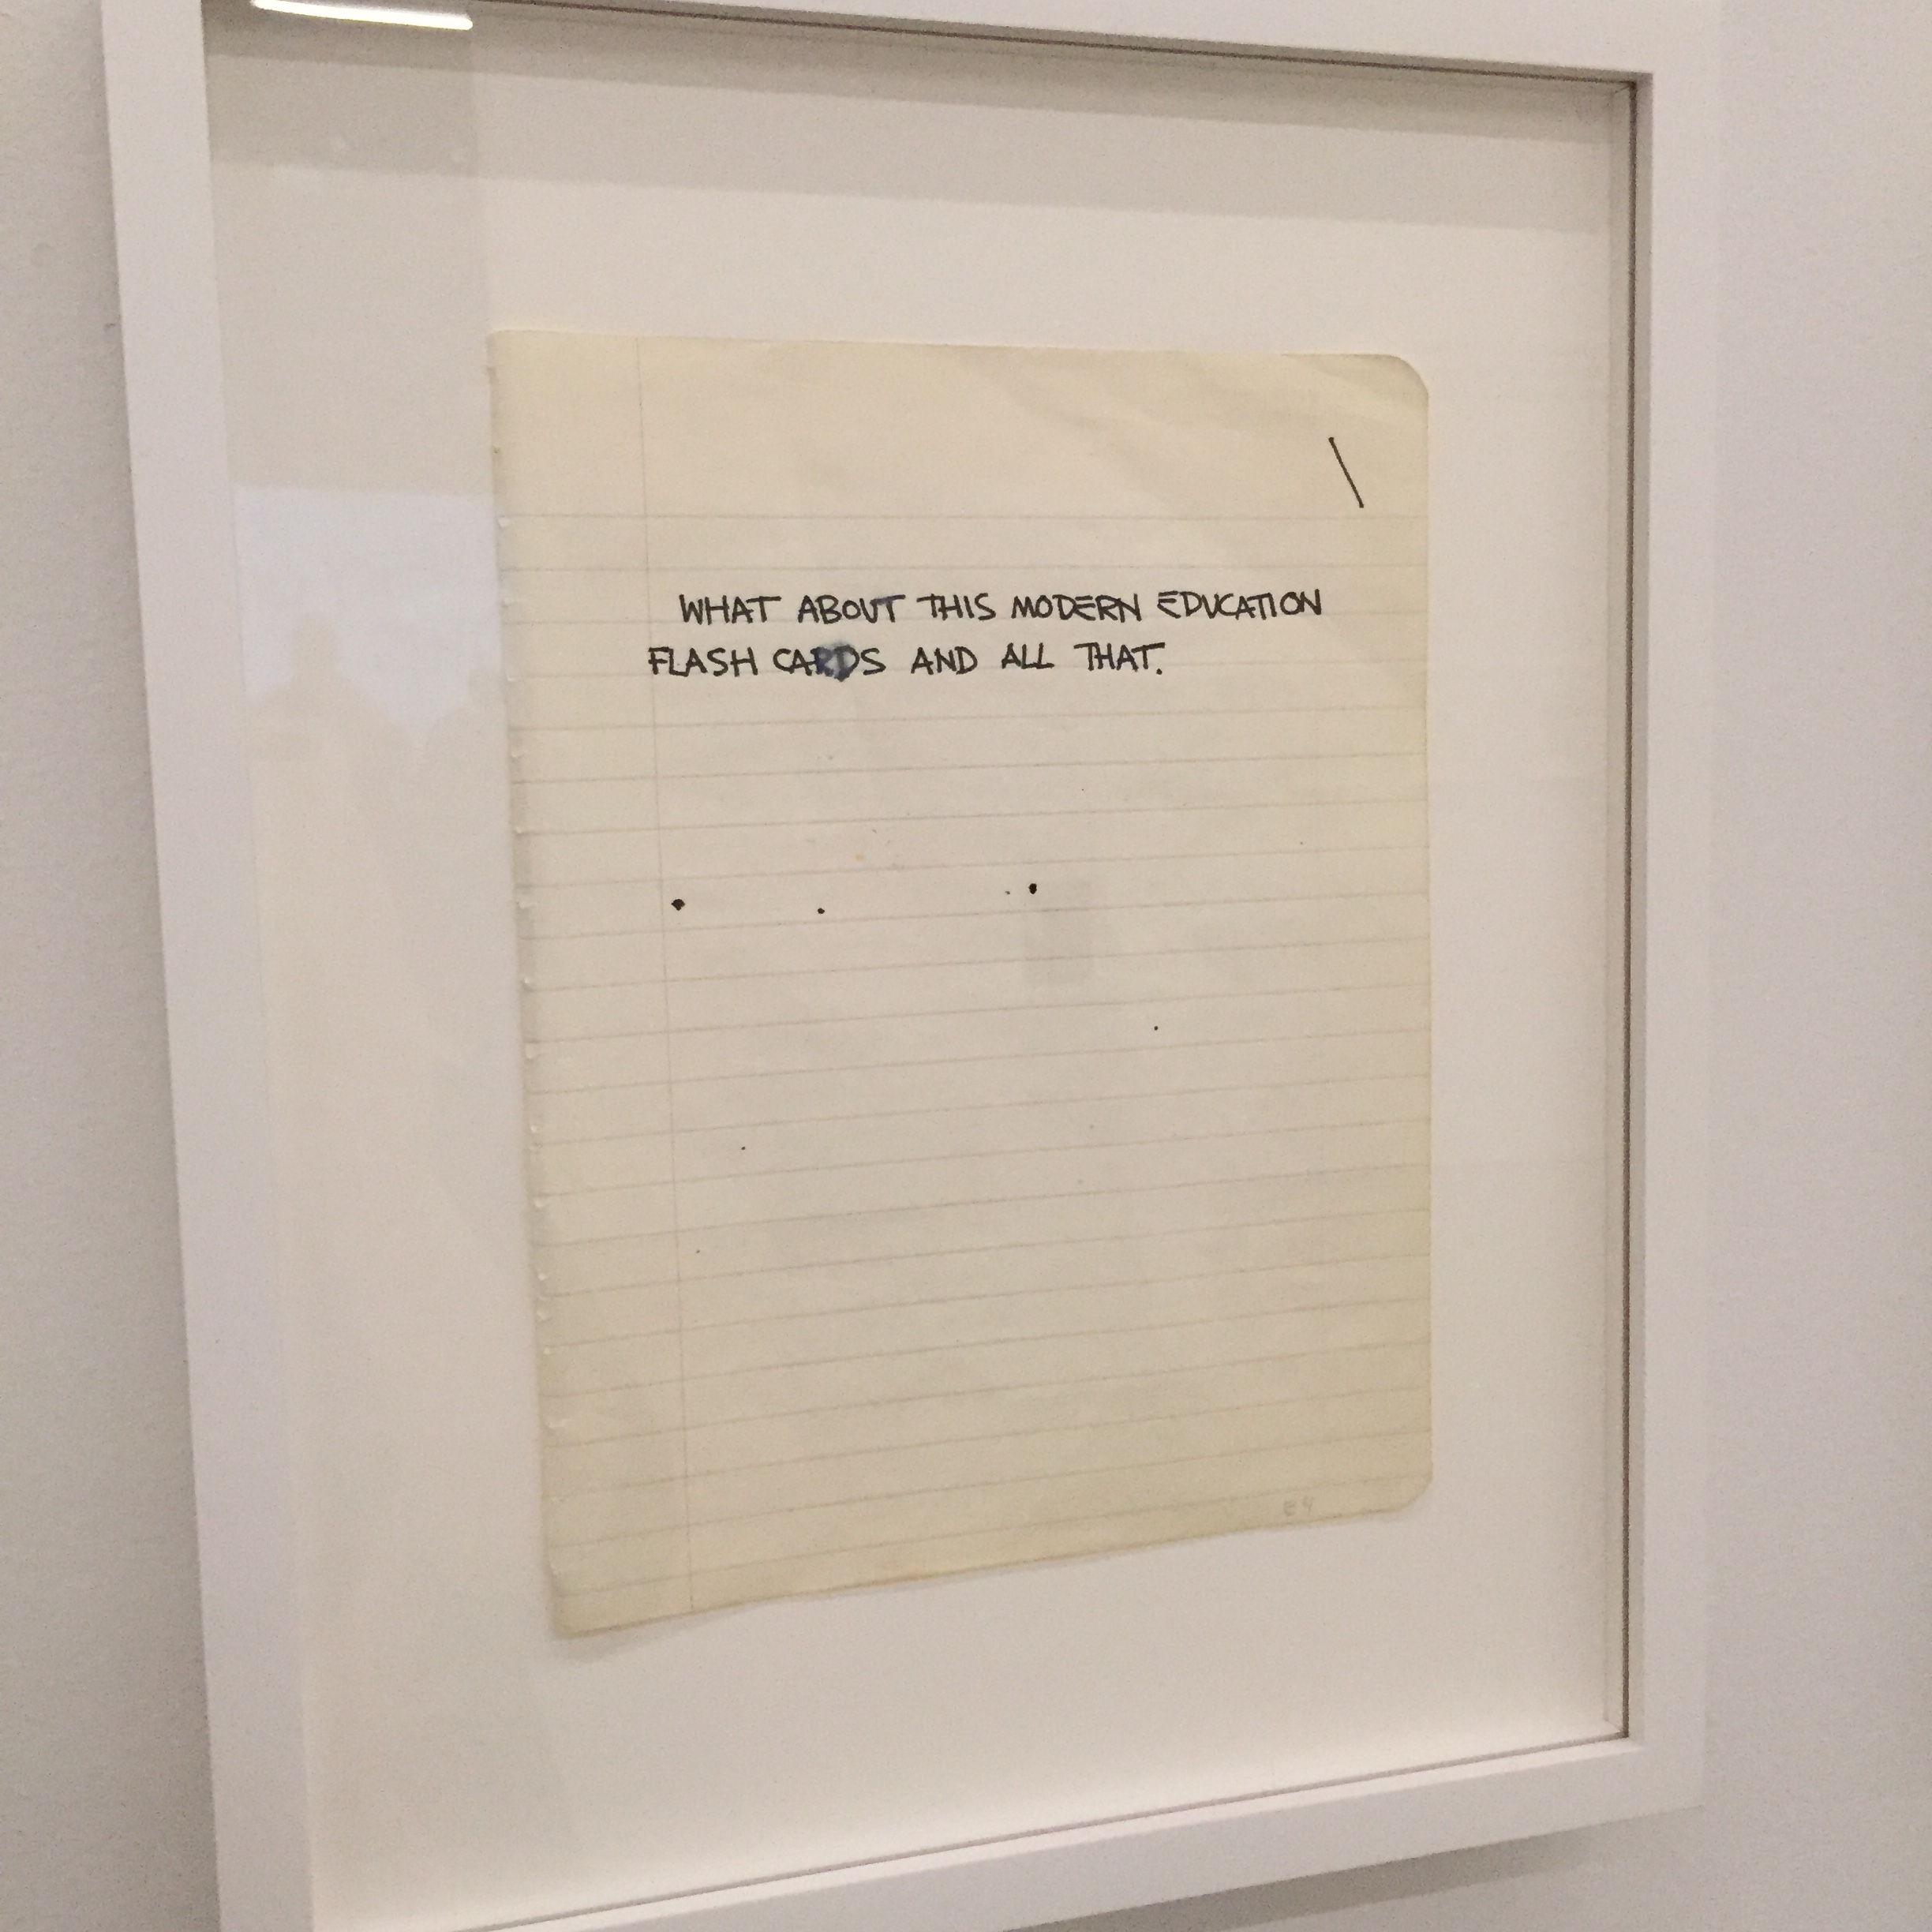 WHAT ABOUT THIS MODERN EDUCATION
FLASH CARDS AND ALL THAT.